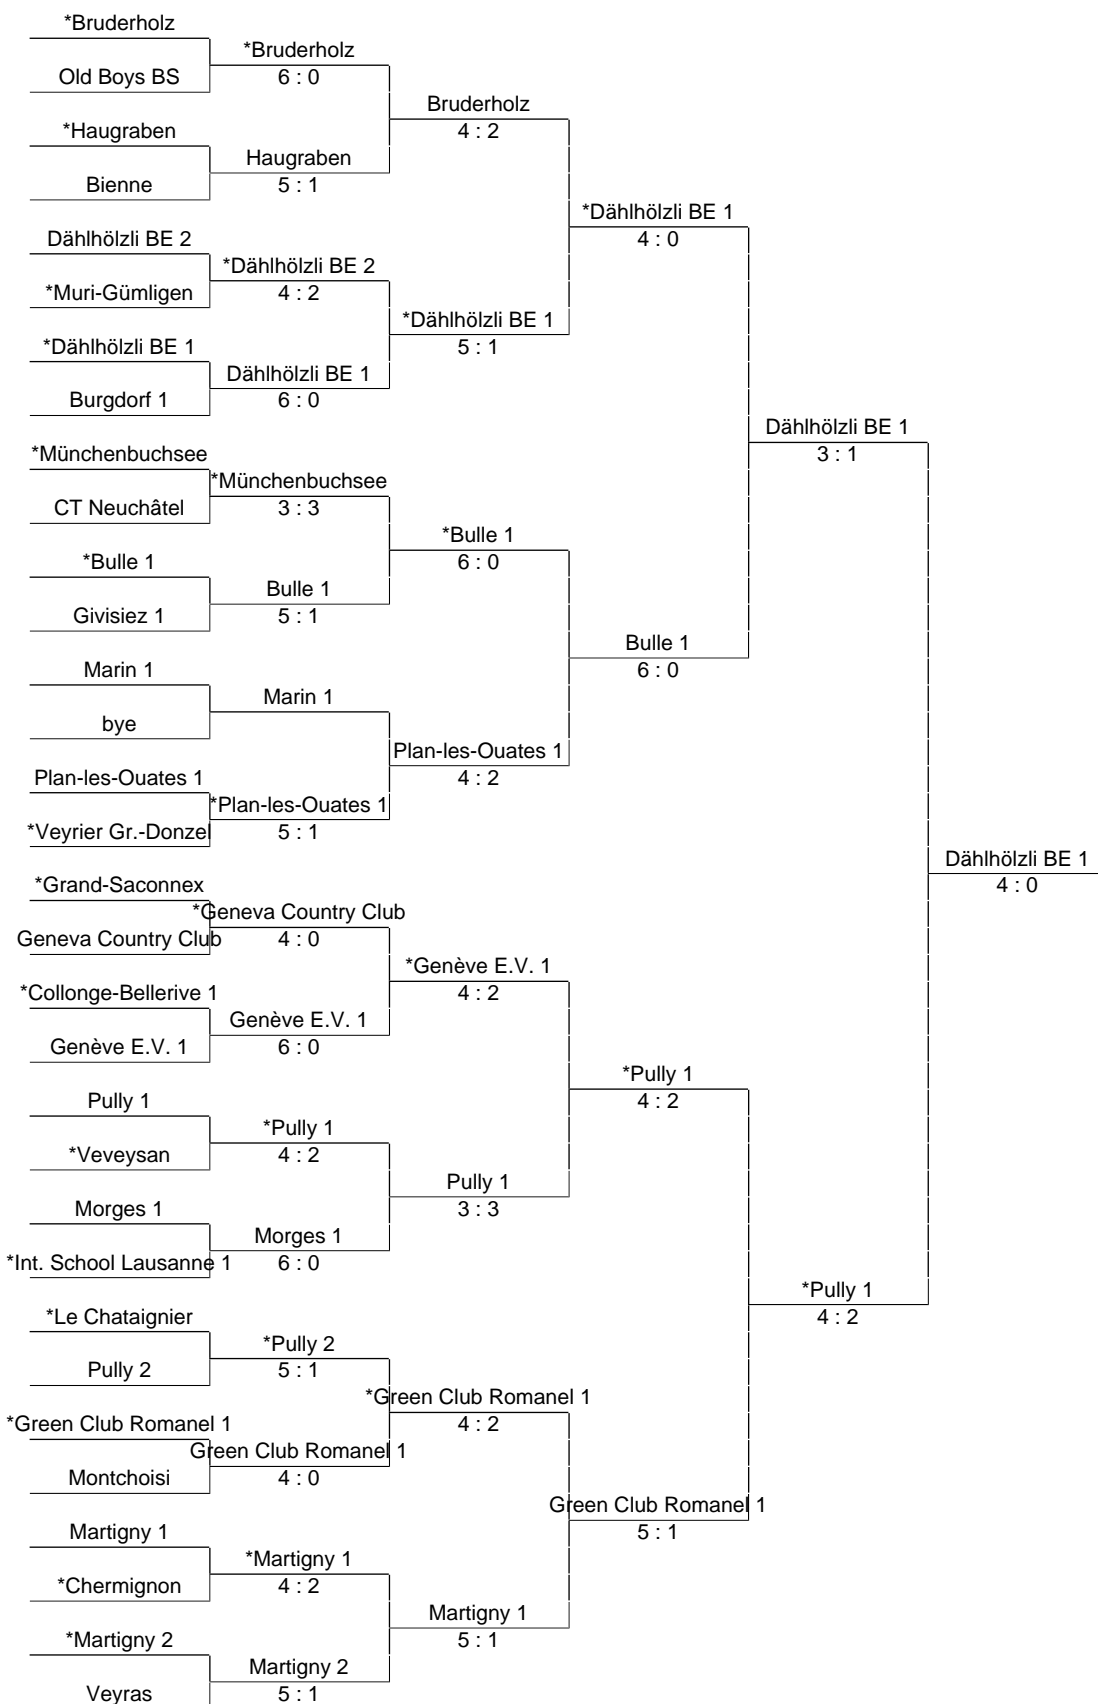 *Bruderholz
*Bruderholz
Old Boys BS
6 : 0
Bruderholz
*Haugraben
4 : 2
Haugraben
Bienne
5 : 1
*Dählhölzli BE 1
Dählhölzli BE 2
4 : 0
*Dählhölzli BE 2
*Muri-Gümligen
4 : 2
*Dählhölzli BE 1
*Dählhölzli BE 1
5 : 1
Dählhölzli BE 1
Burgdorf 1
6 : 0
Dählhölzli BE 1
*Münchenbuchsee
3 : 1
*Münchenbuchsee
CT Neuchâtel
3 : 3
*Bulle 1
*Bulle 1
6 : 0
Bulle 1
Givisiez 1
5 : 1
Bulle 1
Marin 1
6 : 0
Marin 1
bye
Plan-les-Ouates 1
Plan-les-Ouates 1
4 : 2
*Plan-les-Ouates 1
*Veyrier Gr.-Donzel
5 : 1
Dählhölzli BE 1
*Grand-Saconnex
4 : 0
*Geneva Country Club
Geneva Country Club
4 : 0
*Genève E.V. 1
*Collonge-Bellerive 1
4 : 2
Genève E.V. 1
Genève E.V. 1
6 : 0
*Pully 1
Pully 1
4 : 2
*Pully 1
*Veveysan
4 : 2
Pully 1
Morges 1
3 : 3
Morges 1
*Int. School Lausanne 1
6 : 0
*Pully 1
*Le Chataignier
4 : 2
*Pully 2
Pully 2
5 : 1
*Green Club Romanel 1
*Green Club Romanel 1
4 : 2
Green Club Romanel 1
Montchoisi
4 : 0
Green Club Romanel 1
Martigny 1
5 : 1
*Martigny 1
*Chermignon
4 : 2
Martigny 1
*Martigny 2
5 : 1
Martigny 2
Veyras
5 : 1